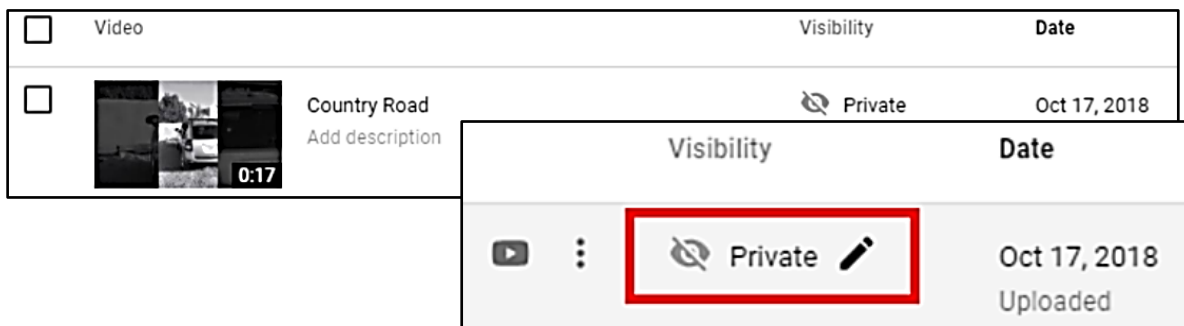 Video Visibility Date
Country Road Private Oct 17, 2018
Add description
0:17
Visibility Date
Private Oct 17, 2018
Uploaded